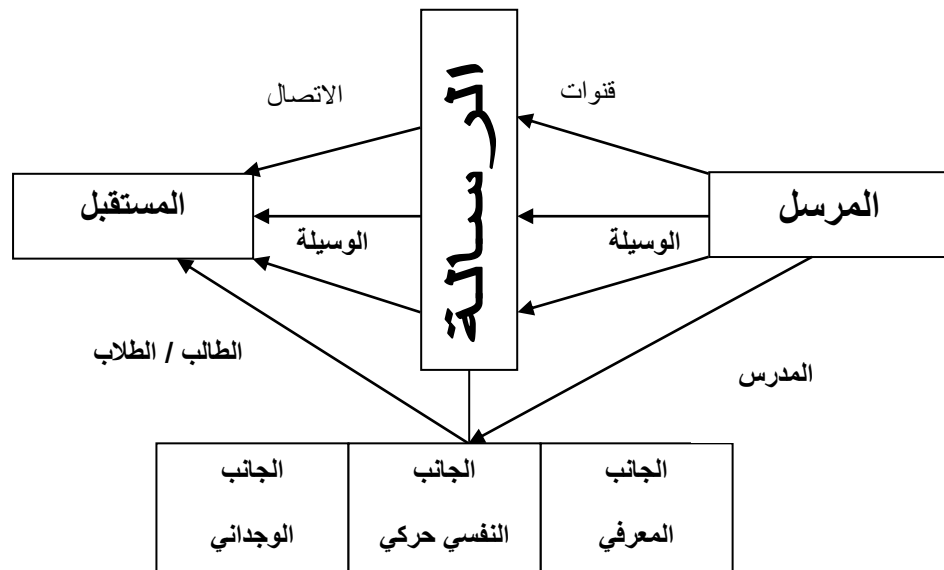 قنوات
الاتصال
الرسالة
المرسل
المستقبل
الوسيلة
الوسيلة
المدرس
الطالب / الطلاب
الجانب
المعرفي
الجانب
النفسي حركي
الجانب
الوجداني